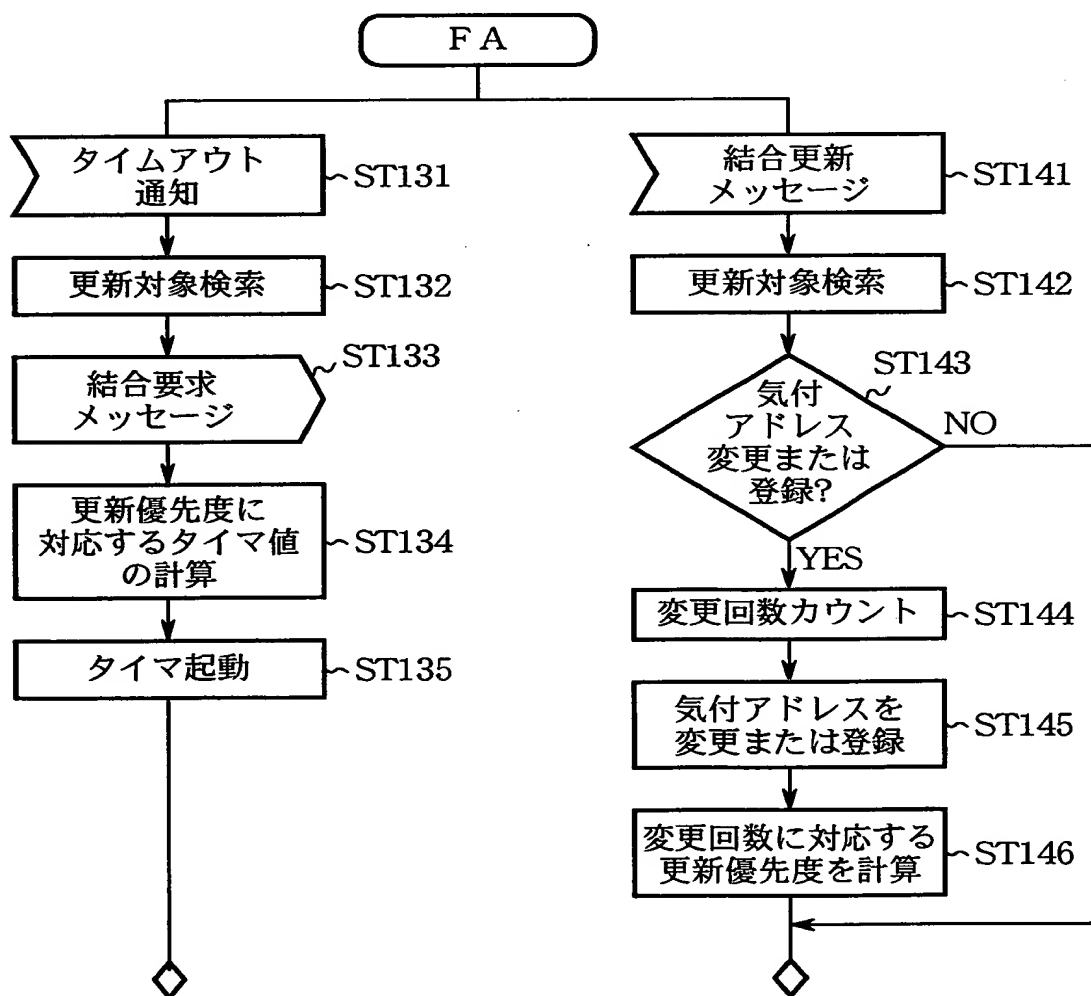 FA
タイムアウト
通知
ST131
更新対象検索
ST132
結合要求
メッセージ
ST133
更新優先度に
対応するタイマ値
の計算
ST134
タイマ起動
ST135
結合更新
メッセージ
ST141
更新対象検索
ST142
気付
アドレス
変更または
登録?
ST143
NO
YES
変更回数カウント
ST144
気付アドレスを
変更または登録
ST145
変更回数に対応する
更新優先度を計算
ST146